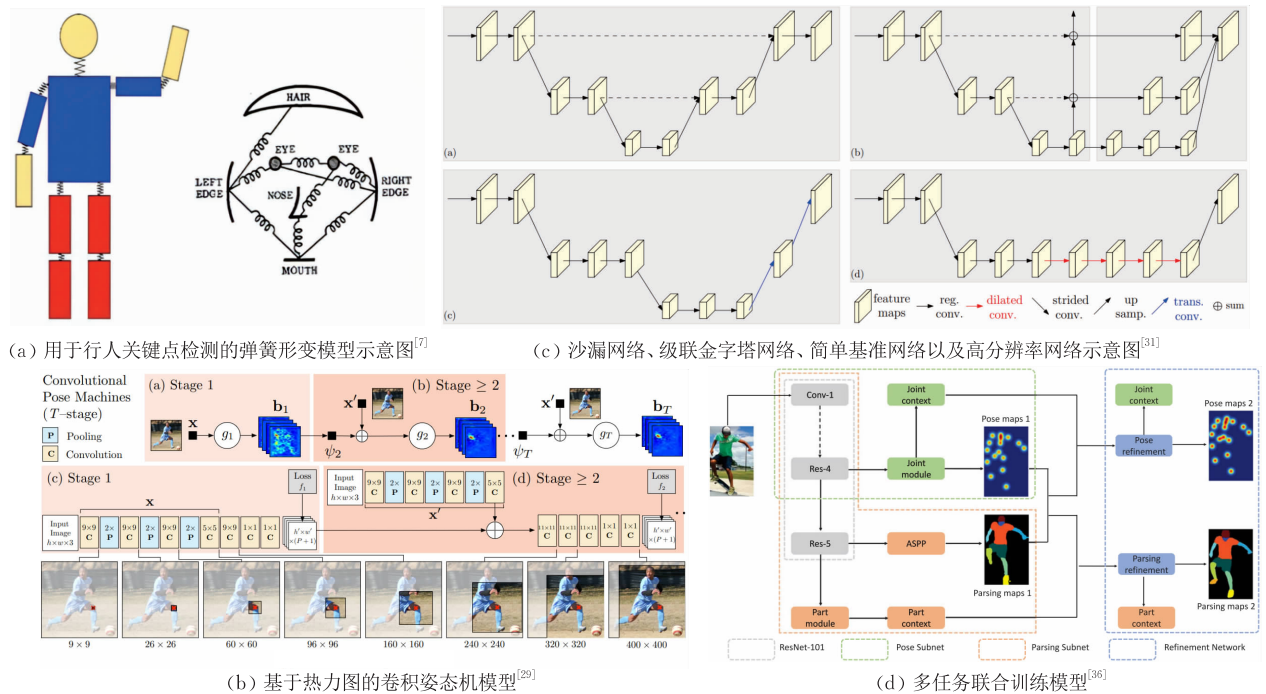 HAIR
EYE EYE
LEFT EDGE
NOSE
RIGHT EDGE
MOUTH
(a)用于行人关键点检测的弹簧形变模型示意图[7]
(a)
(b)
(c)
(d)
feature maps
reg. conv.
dilated conv.
strided conv.
up samp.
trans. conv.
⊕ sum
(c)沙漏网络、级联金字塔网络、简单基准网络以及高分辨率网络示意图[31]
Convolutional
Pose Machines
(T–stage)
P Pooling
C Convolution
(a) Stage 1
x
g1
b1
(b) Stage ≥ 2
ψ2
x′
g2
b2
ψT
x′
gT
bT
(c) Stage 1
x
Input Image h×w×3
9×9 C
2× P
9×9 C
2× P
9×9 C
2× P
5×5 C
9×9 C
1×1 C
1×1 C
Loss f1
h′×w′ ×(P+1)
(d) Stage ≥ 2
Input Image h×w×3
9×9 C
2× P
9×9 C
2× P
9×9 C
2× P
5×5 C
x′
11×11 C
11×11 C
11×11 C
1×1 C
1×1 C
Loss f2
h′×w′ ×(P+1)
9 × 9
26 × 26
60 × 60
96 × 96
160 × 160
240 × 240
320 × 320
400 × 400
(b)基于热力图的卷积姿态机模型[29]
Conv-1
Res-4
Res-5
Joint context
Joint module
Pose maps 1
ASPP
Parsing maps 1
Part module
Part context
Joint context
Pose refinement
Pose maps 2
Parsing refinement
Parsing maps 2
Part context
ResNet-101
Pose Subnet
Parsing Subnet
Refinement Network
(d)多任务联合训练模型[36]